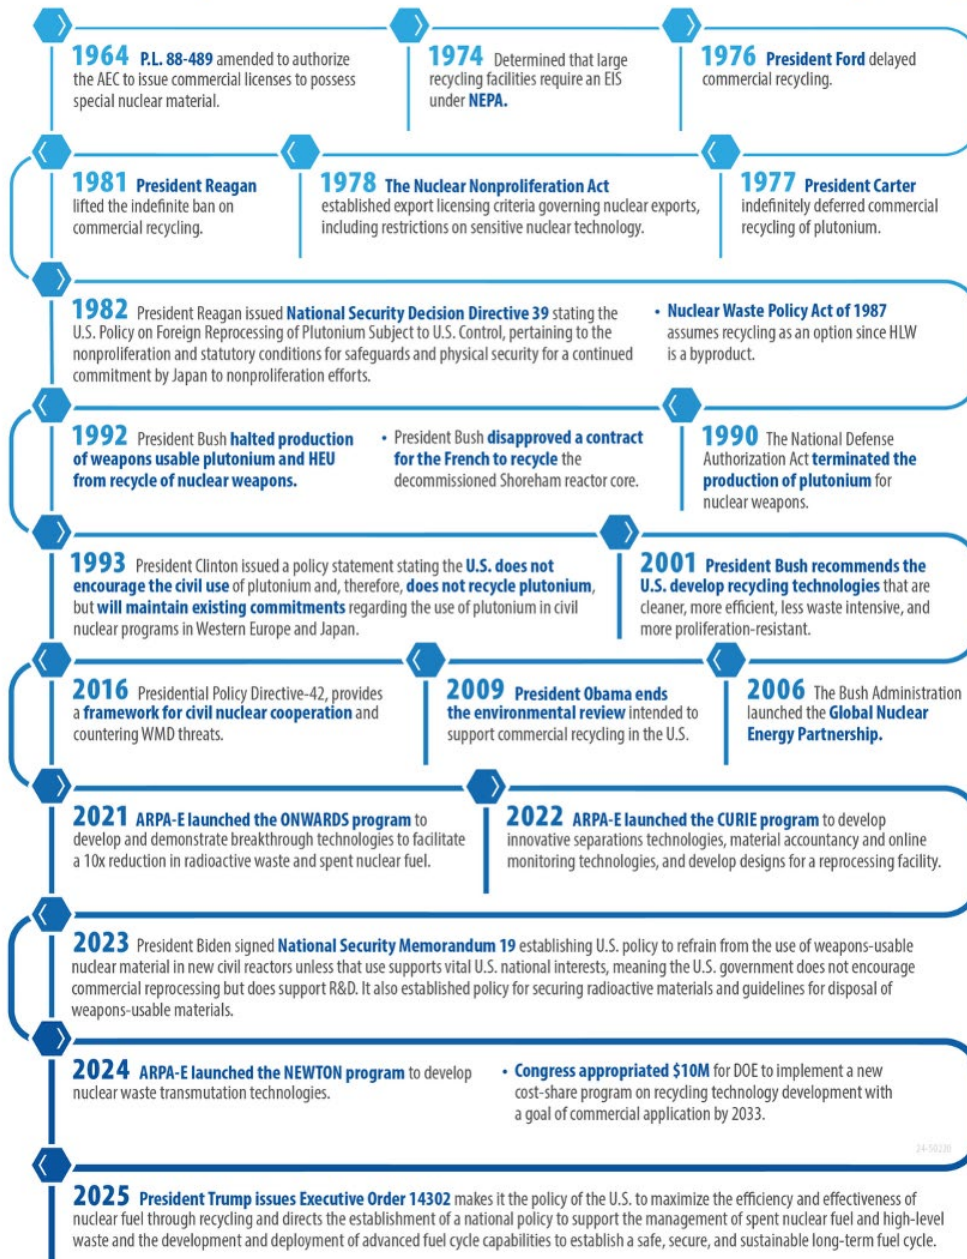 1964 P.L. 88-489 amended to authorize
the AEC to issue commercial licenses to possess
special nuclear material.
1974 Determined that large
recycling facilities require an EIS
under NEPA.
1976 President Ford delayed
commercial recycling.
1977 President Carter
indefinitely deferred commercial
recycling of plutonium.
1978 The Nuclear Nonproliferation Act
established export licensing criteria governing nuclear exports,
including restrictions on sensitive nuclear technology.
1981 President Reagan
lifted the indefinite ban on
commercial recycling.
1982 President Reagan issued National Security Decision Directive 39 stating the
U.S. Policy on Foreign Reprocessing of Plutonium Subject to U.S. Control, pertaining to the
nonproliferation and statutory conditions for safeguards and physical security for a continued
commitment by Japan to nonproliferation efforts.
• Nuclear Waste Policy Act of 1987
assumes recycling as an option since HLW
is a byproduct.
1990 The National Defense
Authorization Act terminated the
production of plutonium for
nuclear weapons.
1992 President Bush halted production
of weapons usable plutonium and HEU
from recycle of nuclear weapons.
• President Bush disapproved a contract
for the French to recycle the
decommissioned Shoreham reactor core.
1993 President Clinton issued a policy statement stating the U.S. does not
encourage the civil use of plutonium and, therefore, does not recycle plutonium,
but will maintain existing commitments regarding the use of plutonium in civil
nuclear programs in Western Europe and Japan.
2001 President Bush recommends the
U.S. develop recycling technologies that are
cleaner, more efficient, less waste intensive, and
more proliferation-resistant.
2006 The Bush Administration
launched the Global Nuclear
Energy Partnership.
2009 President Obama ends
the environmental review intended to
support commercial recycling in the U.S.
2016 Presidential Policy Directive-42, provides
a framework for civil nuclear cooperation and
countering WMD threats.
2021 ARPA-E launched the ONWARDS program to
develop and demonstrate breakthrough technologies to facilitate
a 10x reduction in radioactive waste and spent nuclear fuel.
2022 ARPA-E launched the CURIE program to develop
innovative separations technologies, material accountancy and online
monitoring technologies, and develop designs for a reprocessing facility.
2023 President Biden signed National Security Memorandum 19 establishing U.S. policy to refrain from the use of weapons-usable
nuclear material in new civil reactors unless that use supports vital U.S. national interests, meaning the U.S. government does not encourage
commercial reprocessing but does support R&D. It also established policy for securing radioactive materials and guidelines for disposal of
weapons-usable materials.
2024 ARPA-E launched the NEWTON program to develop
nuclear waste transmutation technologies.
• Congress appropriated $10M for DOE to implement a new
cost-share program on recycling technology development with
a goal of commercial application by 2033.
2025 President Trump issues Executive Order 14302 makes it the policy of the U.S. to maximize the efficiency and effectiveness of
nuclear fuel through recycling and directs the establishment of a national policy to support the management of spent nuclear fuel and high-level
waste and the development and deployment of advanced fuel cycle capabilities to establish a safe, secure, and sustainable long-term fuel cycle.